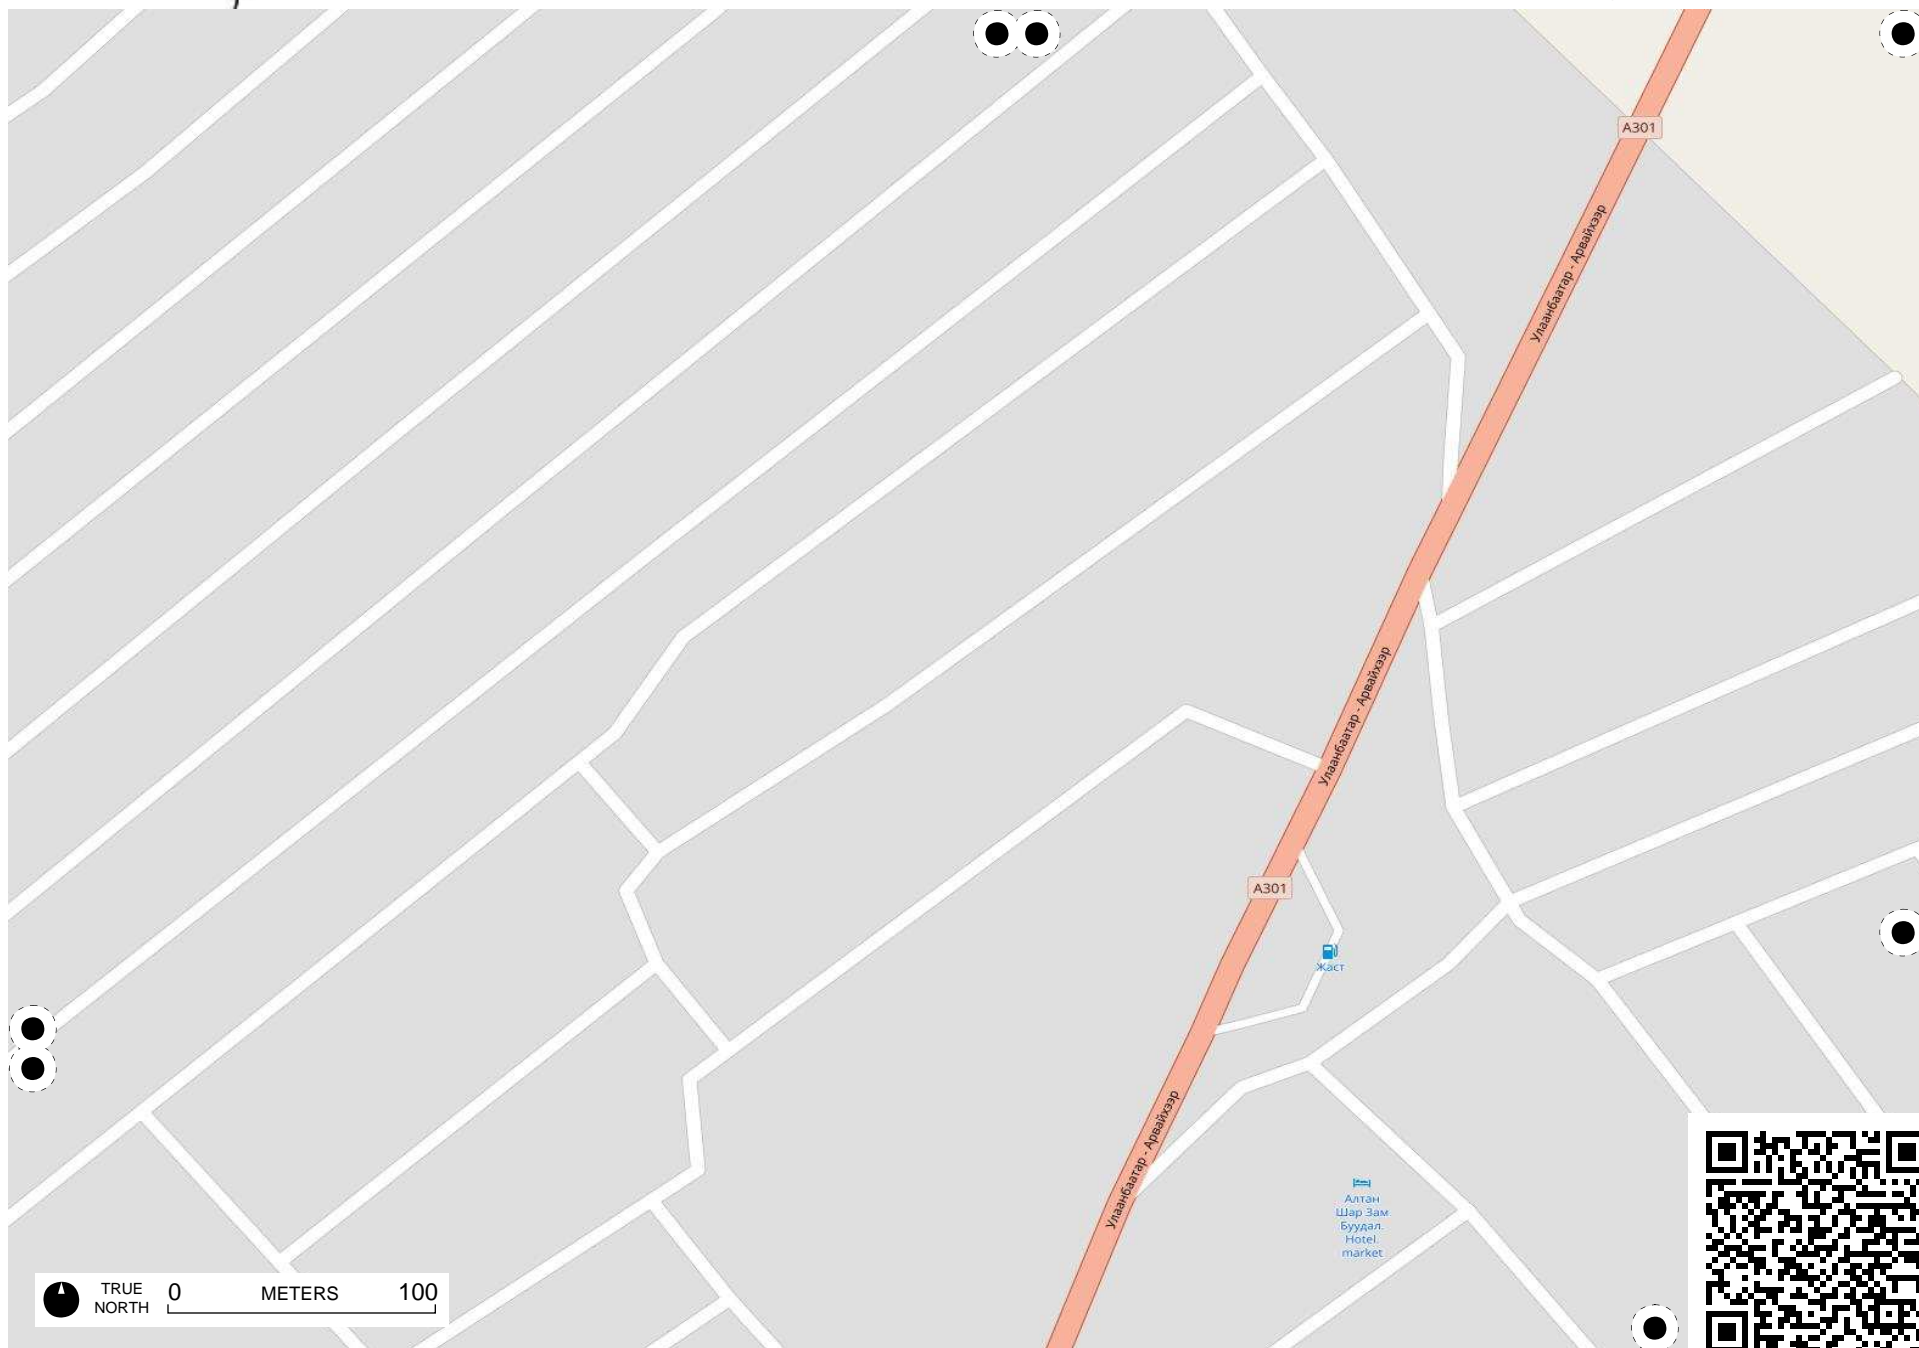 A301
Улаанбаатар - Арвайхээр
Улаанбаатар - Арвайхээр
A301
Жаст
Улаанбаатар - Арвайхээр
Алтан
Шар Зам
Буудал.
Hotel.
market
TRUE
NORTH
0 METERS 100